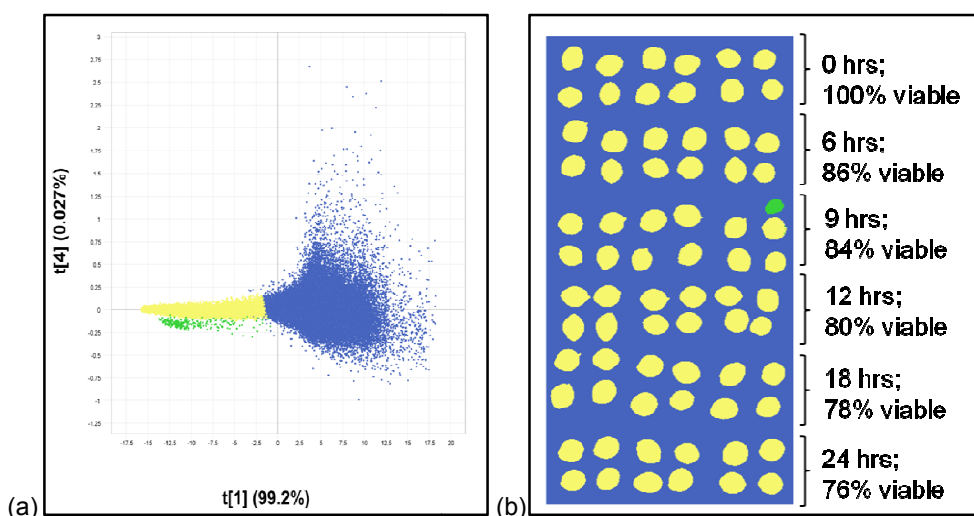 3
2.75
2.5
2.25
2
1.75
1.5
1.25
1
0.75
0.5
0.25
0
-0.25
-0.5
-0.75
-1
-1.25
t[4] (0.027%)
-17.5 -15 -12.5 -10 -7.5 -5 -2.5 0 2.5 5 7.5 10 12.5 15 17.5 20
t[1] (99.2%)
(a)
0 hrs;
100% viable
6 hrs;
86% viable
9 hrs;
84% viable
12 hrs;
80% viable
18 hrs;
78% viable
24 hrs;
76% viable
(b)